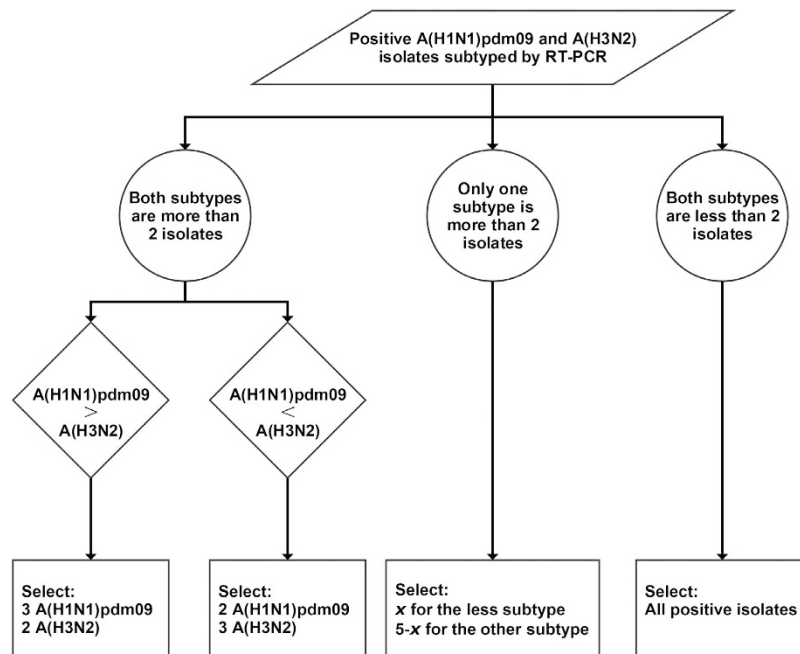 Positive A(H1N1)pdm09 and A(H3N2)
isolates subtyped by RT-PCR
Both subtypes
are more than
2 isolates
Only one
subtype is
more than 2
isolates
Both subtypes
are less than 2
isolates
A(H1N1)pdm09
>
A(H3N2)
A(H1N1)pdm09
<
A(H3N2)
Select:
3 A(H1N1)pdm09
2 A(H3N2)
Select:
2 A(H1N1)pdm09
3 A(H3N2)
Select:
x for the less subtype
5-x for the other subtype
Select:
All positive isolates